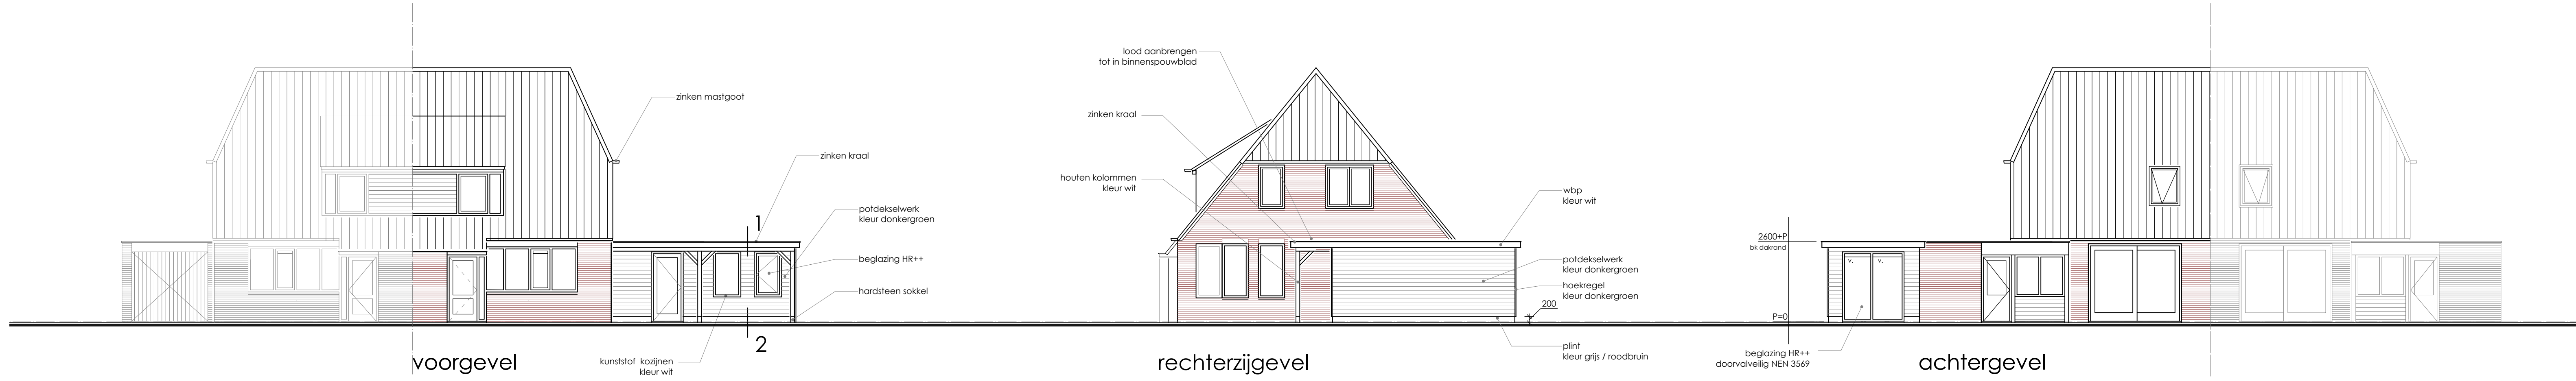 zinken mastgoot
zinken kraal
potdekselwerk
kleur donkergroen
beglazing HR++
hardsteen sokkel
1
2
kunststof kozijnen
kleur wit
voorgevel
lood aanbrengen
tot in binnenspouwblad
zinken kraal
houten kolommen
kleur wit
wbp
kleur wit
potdekselwerk
kleur donkergroen
hoekregel
kleur donkergroen
200
plint
kleur grijs / roodbruin
rechterzijgevel
2600+P
bk dakrand
P=0
v.
v.
beglazing HR++
doorvalveilig NEN 3569
achtergevel